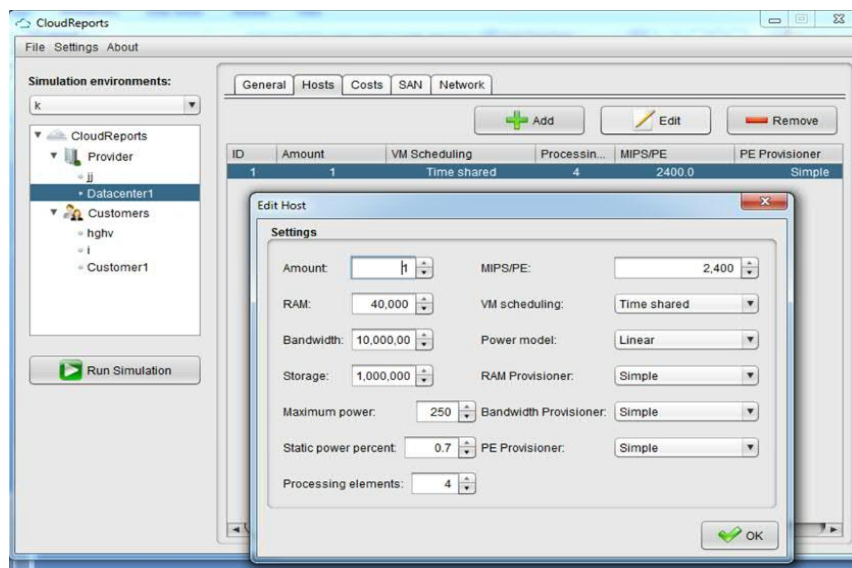 CloudReports
File Settings About
Simulation environments:
k
CloudReports
Provider
jj
Datacenter1
Customers
hghv
i
Customer1
Run Simulation
General Hosts Costs SAN Network
Add Edit Remove
ID Amount VM Scheduling Processin... MIPS/PE PE Provisioner
1 1 Time shared 4 2400.0 Simple
Edit Host
Settings
Amount: 1 MIPS/PE: 2,400
RAM: 40,000 VM scheduling: Time shared
Bandwidth: 10,000,00 Power model: Linear
Storage: 1,000,000 RAM Provisioner: Simple
Maximum power: 250 Bandwidth Provisioner: Simple
Static power percent: 0.7 PE Provisioner: Simple
Processing elements: 4
OK